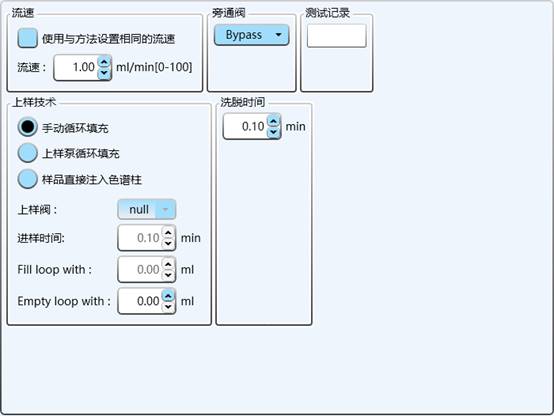 流速
使用与方法设置相同的流速
流速： 1.00 ml/min[0-100]
旁通阀
Bypass
测试记录
上样技术
手动循环填充
上样泵循环填充
样品直接注入色谱柱
上样阀： null
进样时间: 0.10 min
Fill loop with : 0.00 ml
Empty loop with : 0.00 ml
洗脱时间
0.10 min